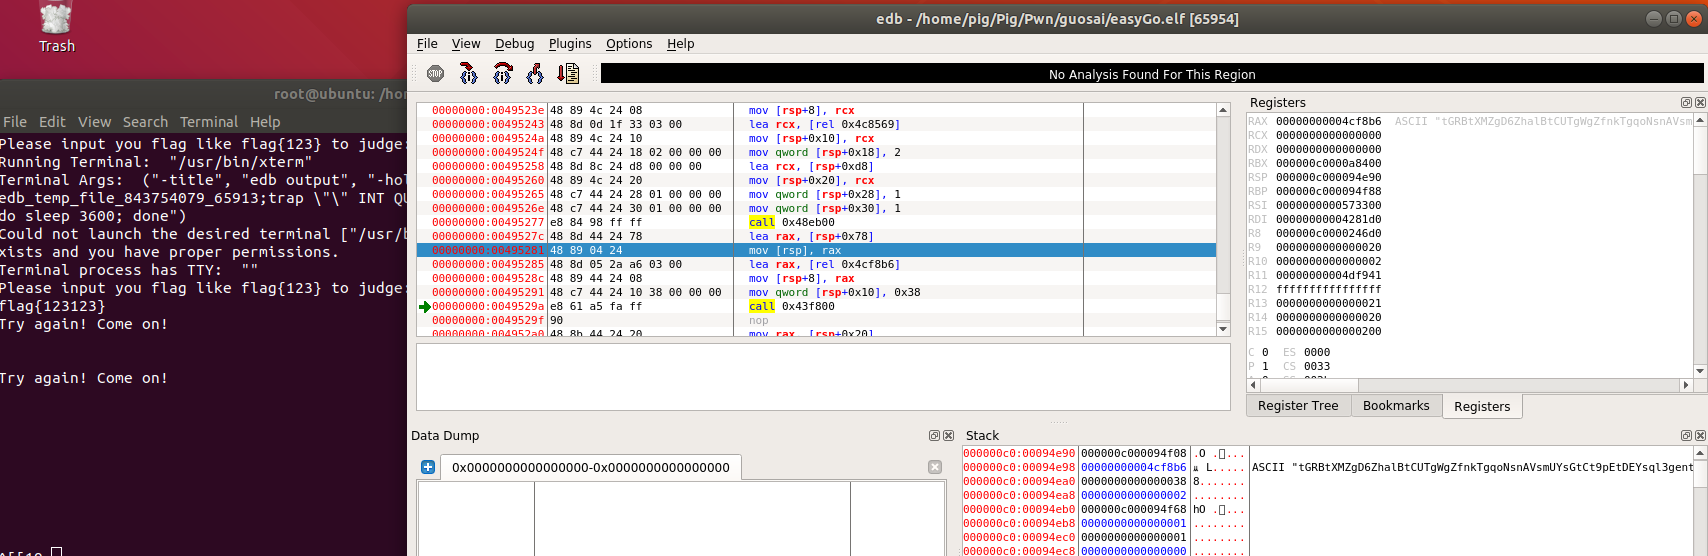 Trash
root@ubuntu: /ho
File Edit View Search Terminal Help
Please input you flag like flag{123} to judge:
Running Terminal:  "/usr/bin/xterm"
Terminal Args:  ("-title", "edb output", "-hol
edb_temp_file_843754079_65913;trap \"\" INT QU
do sleep 3600; done")
Could not launch the desired terminal ["/usr/b
xists and you have proper permissions.
Terminal process has TTY:  ""
Please input you flag like flag{123} to judge:
flag{123123}
Try again! Come on!
Try again! Come on!
edb - /home/pig/Pig/Pwn/guosai/easyGo.elf [65954]
File View Debug Plugins Options Help
STOP
No Analysis Found For This Region
00000000:0049523e 48 89 4c 24 08 mov [rsp+8], rcx
00000000:00495243 48 8d 0d 1f 33 03 00 lea rcx, [rel 0x4c8569]
00000000:0049524a 48 89 4c 24 10 mov [rsp+0x10], rcx
00000000:0049524f 48 c7 44 24 18 02 00 00 00 mov qword [rsp+0x18], 2
00000000:00495258 48 8d 8c 24 d8 00 00 00 lea rcx, [rsp+0xd8]
00000000:00495260 48 89 4c 24 20 mov [rsp+0x20], rcx
00000000:00495265 48 c7 44 24 28 01 00 00 00 mov qword [rsp+0x28], 1
00000000:0049526e 48 c7 44 24 30 01 00 00 00 mov qword [rsp+0x30], 1
00000000:00495277 e8 84 98 ff ff call 0x48eb00
00000000:0049527c 48 8d 44 24 78 lea rax, [rsp+0x78]
00000000:00495281 48 89 04 24 mov [rsp], rax
00000000:00495285 48 8d 05 2a a6 03 00 lea rax, [rel 0x4cf8b6]
00000000:0049528c 48 89 44 24 08 mov [rsp+8], rax
00000000:00495291 48 c7 44 24 10 38 00 00 00 mov qword [rsp+0x10], 0x38
00000000:0049529a e8 61 a5 fa ff call 0x43f800
00000000:0049529f 90 nop
00000000:004952a0 48 8b 44 24 20 mov rax, [rsp+0x20]
Registers
RAX 00000000004cf8b6 ASCII "tGRBtXMZgD6ZhalBtCUTgWgZfnkTgqoNsnAVsm
RCX 0000000000000000
RDX 0000000000000000
RBX 000000c0000a8400
RSP 000000c000094e90
RBP 000000c000094f88
RSI 0000000000573300
RDI 00000000004281d0
R8 000000c0000246d0
R9 0000000000000020
R10 0000000000000002
R11 00000000004df941
R12 ffffffffffffffff
R13 0000000000000021
R14 0000000000000020
R15 0000000000000200
C 0 ES 0000
P 1 CS 0033
Register Tree Bookmarks Registers
Data Dump
0x0000000000000000-0x0000000000000000
Stack
000000c0:00094e90 000000c000094f08 .O
000000c0:00094e98 00000000004cf8b6 L..... ASCII "tGRBtXMZgD6ZhalBtCUTgWgZfnkTgqoNsnAVsmUYsGtCt9pEtDEYsql3gent
000000c0:00094ea0 0000000000000038 8.......
000000c0:00094ea8 0000000000000002 ........
000000c0:00094eb0 000000c000094f68 hO
000000c0:00094eb8 0000000000000001 ........
000000c0:00094ec0 0000000000000001 ........
000000c0:00094ec8 0000000000000000 ........